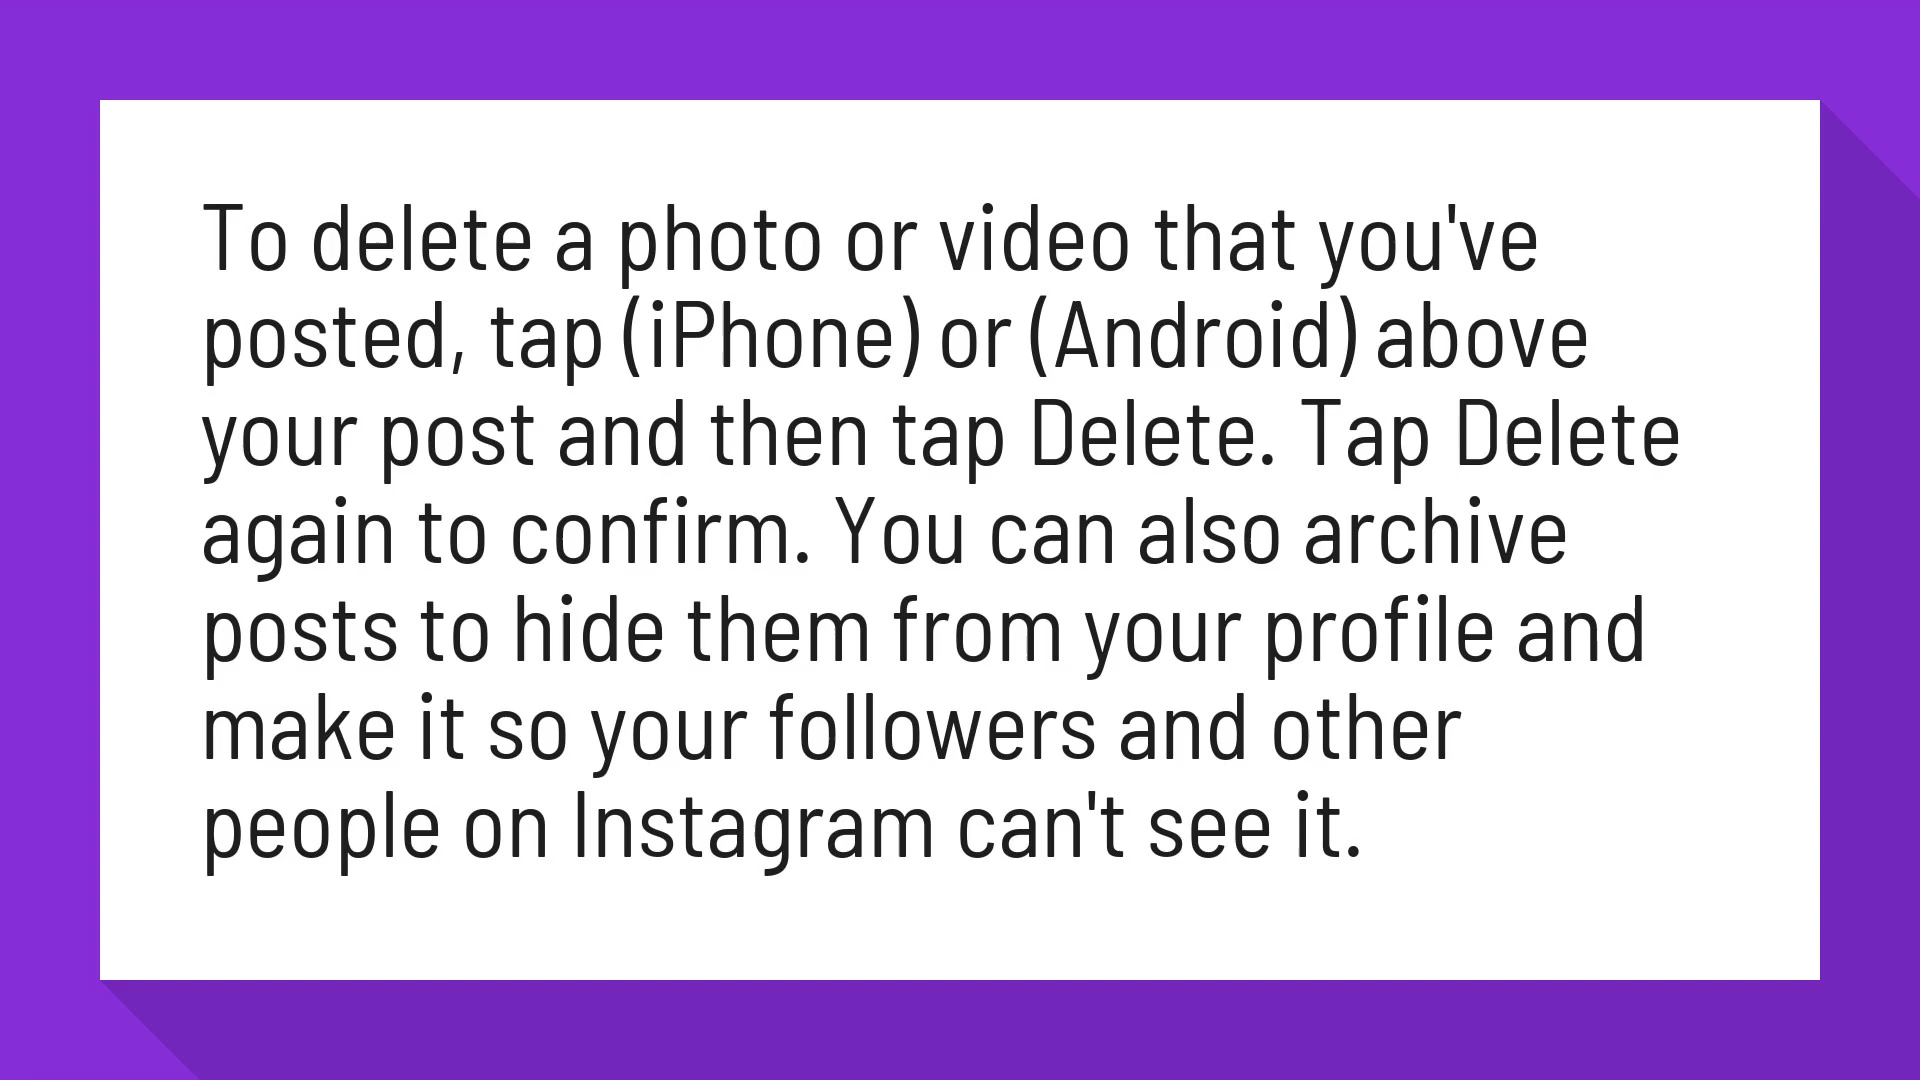 To delete a photo or video that you've
posted, tap (iPhone) or (Android) above
your post and then tap Delete. Tap Delete
again to confirm. You can also archive
posts to hide them from your profile and
make it so your followers and other
people on Instagram can't see it.